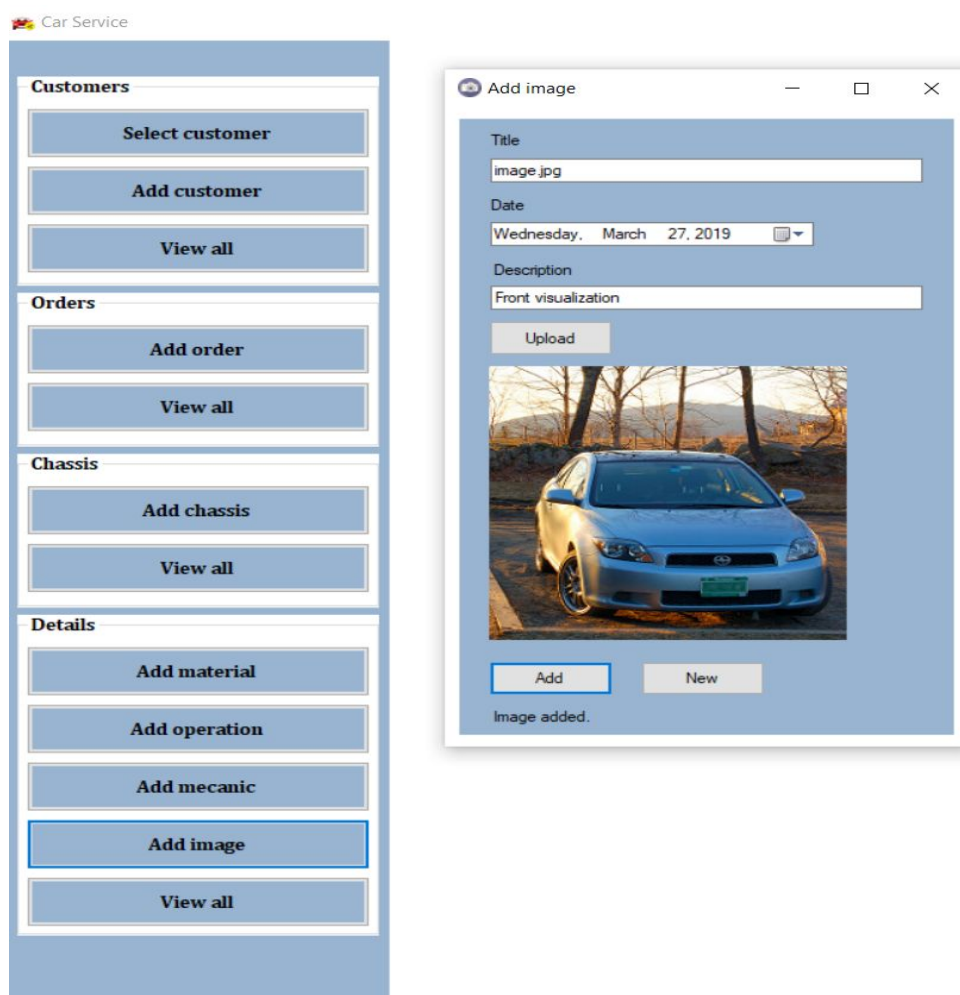 Car Service
Customers
Select customer
Add customer
View all
Orders
Add order
View all
Chassis
Add chassis
View all
Details
Add material
Add operation
Add mecanic
Add image
View all
Add image
Title
image.jpg
Date
Wednesday, March 27, 2019
Description
Front visualization
Upload
Add New
Image added.